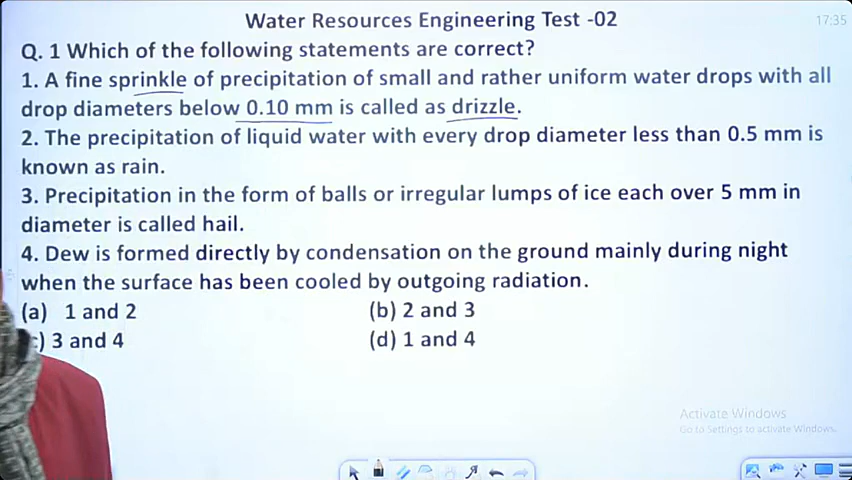 Water Resources Engineering Test -02
17:35
Q. 1 Which of the following statements are correct?
1. A fine sprinkle of precipitation of small and rather uniform water drops with all
drop diameters below 0.10 mm is called as drizzle.
2. The precipitation of liquid water with every drop diameter less than 0.5 mm is
known as rain.
3. Precipitation in the form of balls or irregular lumps of ice each over 5 mm in
diameter is called hail.
4. Dew is formed directly by condensation on the ground mainly during night
when the surface has been cooled by outgoing radiation.
(a) 1 and 2 (b) 2 and 3
:) 3 and 4 (d) 1 and 4
Activate Windows
Go to Settings to activate Windows.